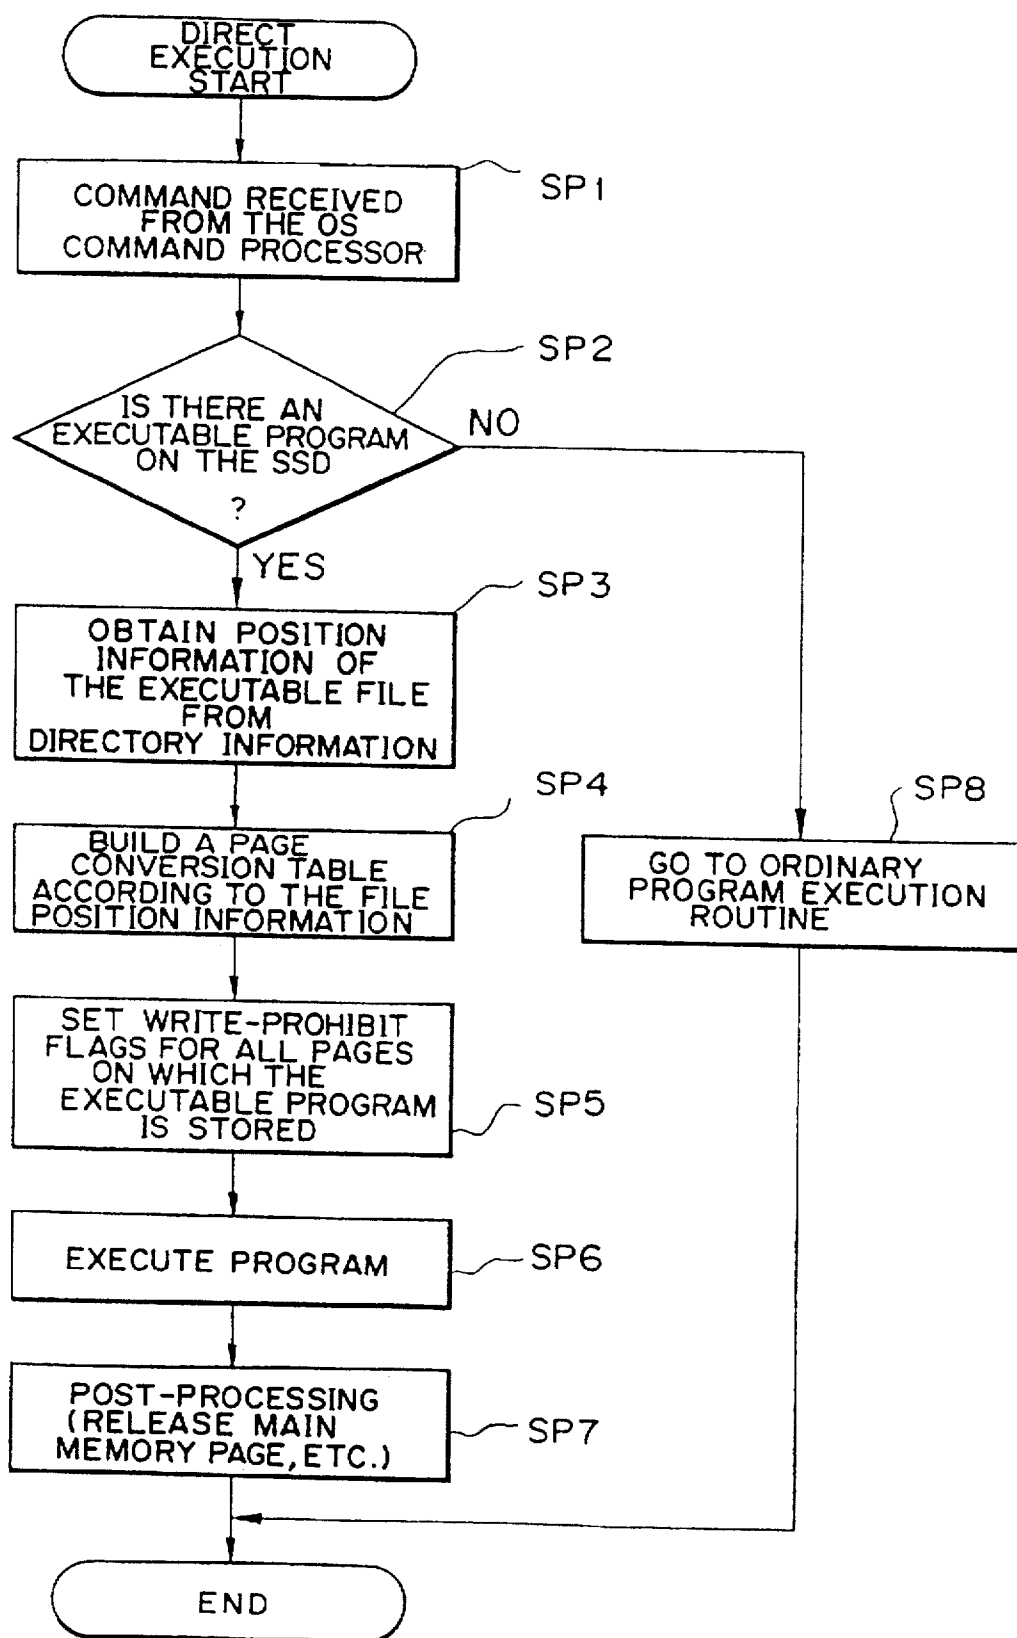 DIRECT
EXECUTION
START
SP1
COMMAND RECEIVED
FROM THE OS
COMMAND PROCESSOR
SP2
IS THERE AN
EXECUTABLE PROGRAM
ON THE SSD
?
NO
YES
SP3
OBTAIN POSITION
INFORMATION OF
THE EXECUTABLE FILE
FROM
DIRECTORY INFORMATION
SP4
BUILD A PAGE
CONVERSION TABLE
ACCORDING TO THE FILE
POSITION INFORMATION
SP8
GO TO ORDINARY
PROGRAM EXECUTION
ROUTINE
SET WRITE-PROHIBIT
FLAGS FOR ALL PAGES
ON WHICH THE
EXECUTABLE PROGRAM
IS STORED
SP5
EXECUTE PROGRAM
SP6
POST-PROCESSING
(RELEASE MAIN
MEMORY PAGE, ETC.)
SP7
END